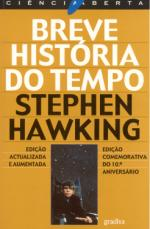 CIÊNCIA ABERTA
BREVE
HISTÓRIA
DO TEMPO
STEPHEN
HAWKING
EDIÇÃO
ACTUALIZADA
E AUMENTADA
EDIÇÃO
COMEMORATIVA
DO 10.º
ANIVERSÁRIO
gradiva